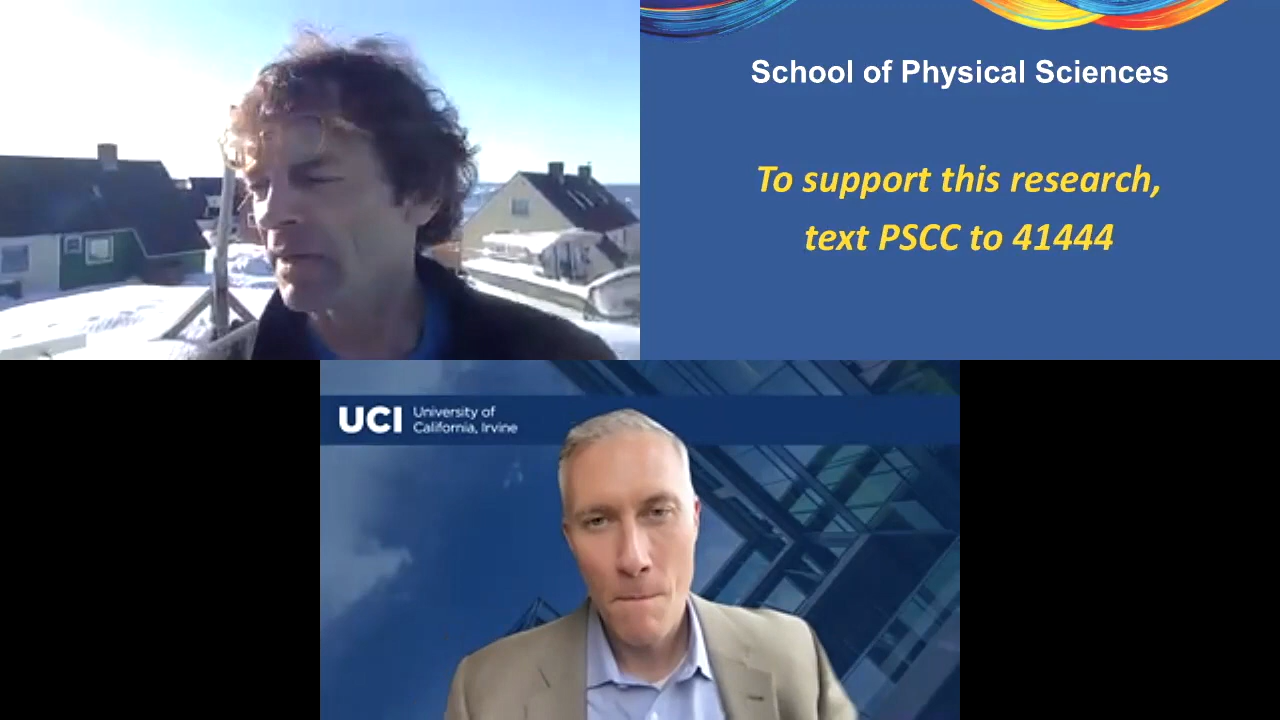 School of Physical Sciences
To support this research,
text PSCC to 41444
UCI University of
California, Irvine